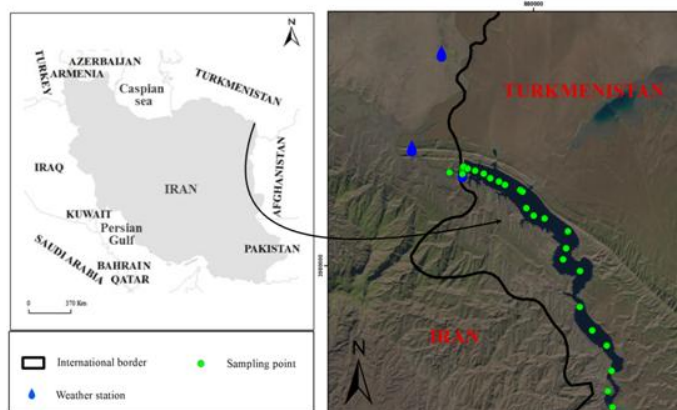 N
AZERBAIJAN
TURKEY
ARMENIA
Caspian
sea
TURKMENISTAN
IRAQ
IRAN
AFGHANISTAN
KUWAIT
Persian
Gulf
SAUDI ARABIA
BAHRAIN
QATAR
PAKISTAN
0 370 Km
International border
Sampling point
Weather station
TURKMENISTAN
IRAN
N